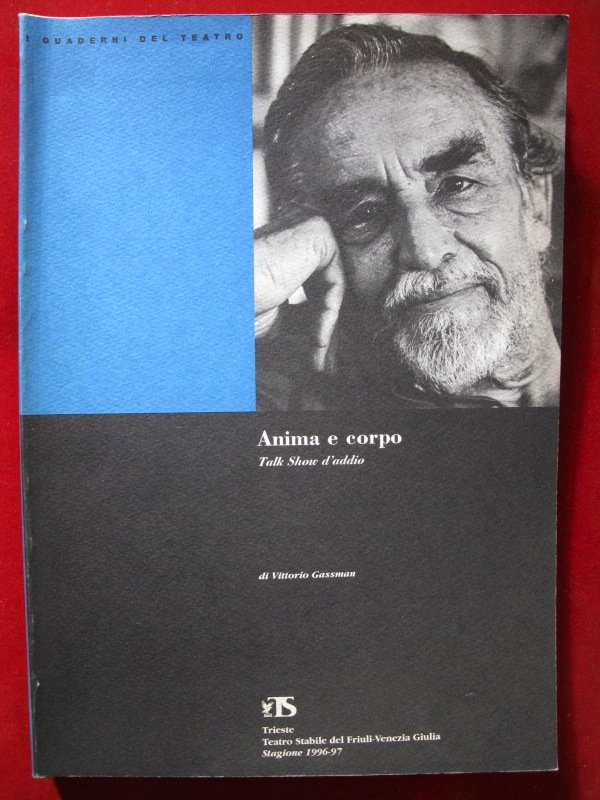 I QUADERNI DEL TEATRO
Anima e corpo
Talk Show d'addio
di Vittorio Gassman
TS
Trieste
Teatro Stabile del Friuli-Venezia Giulia
Stagione 1996-97